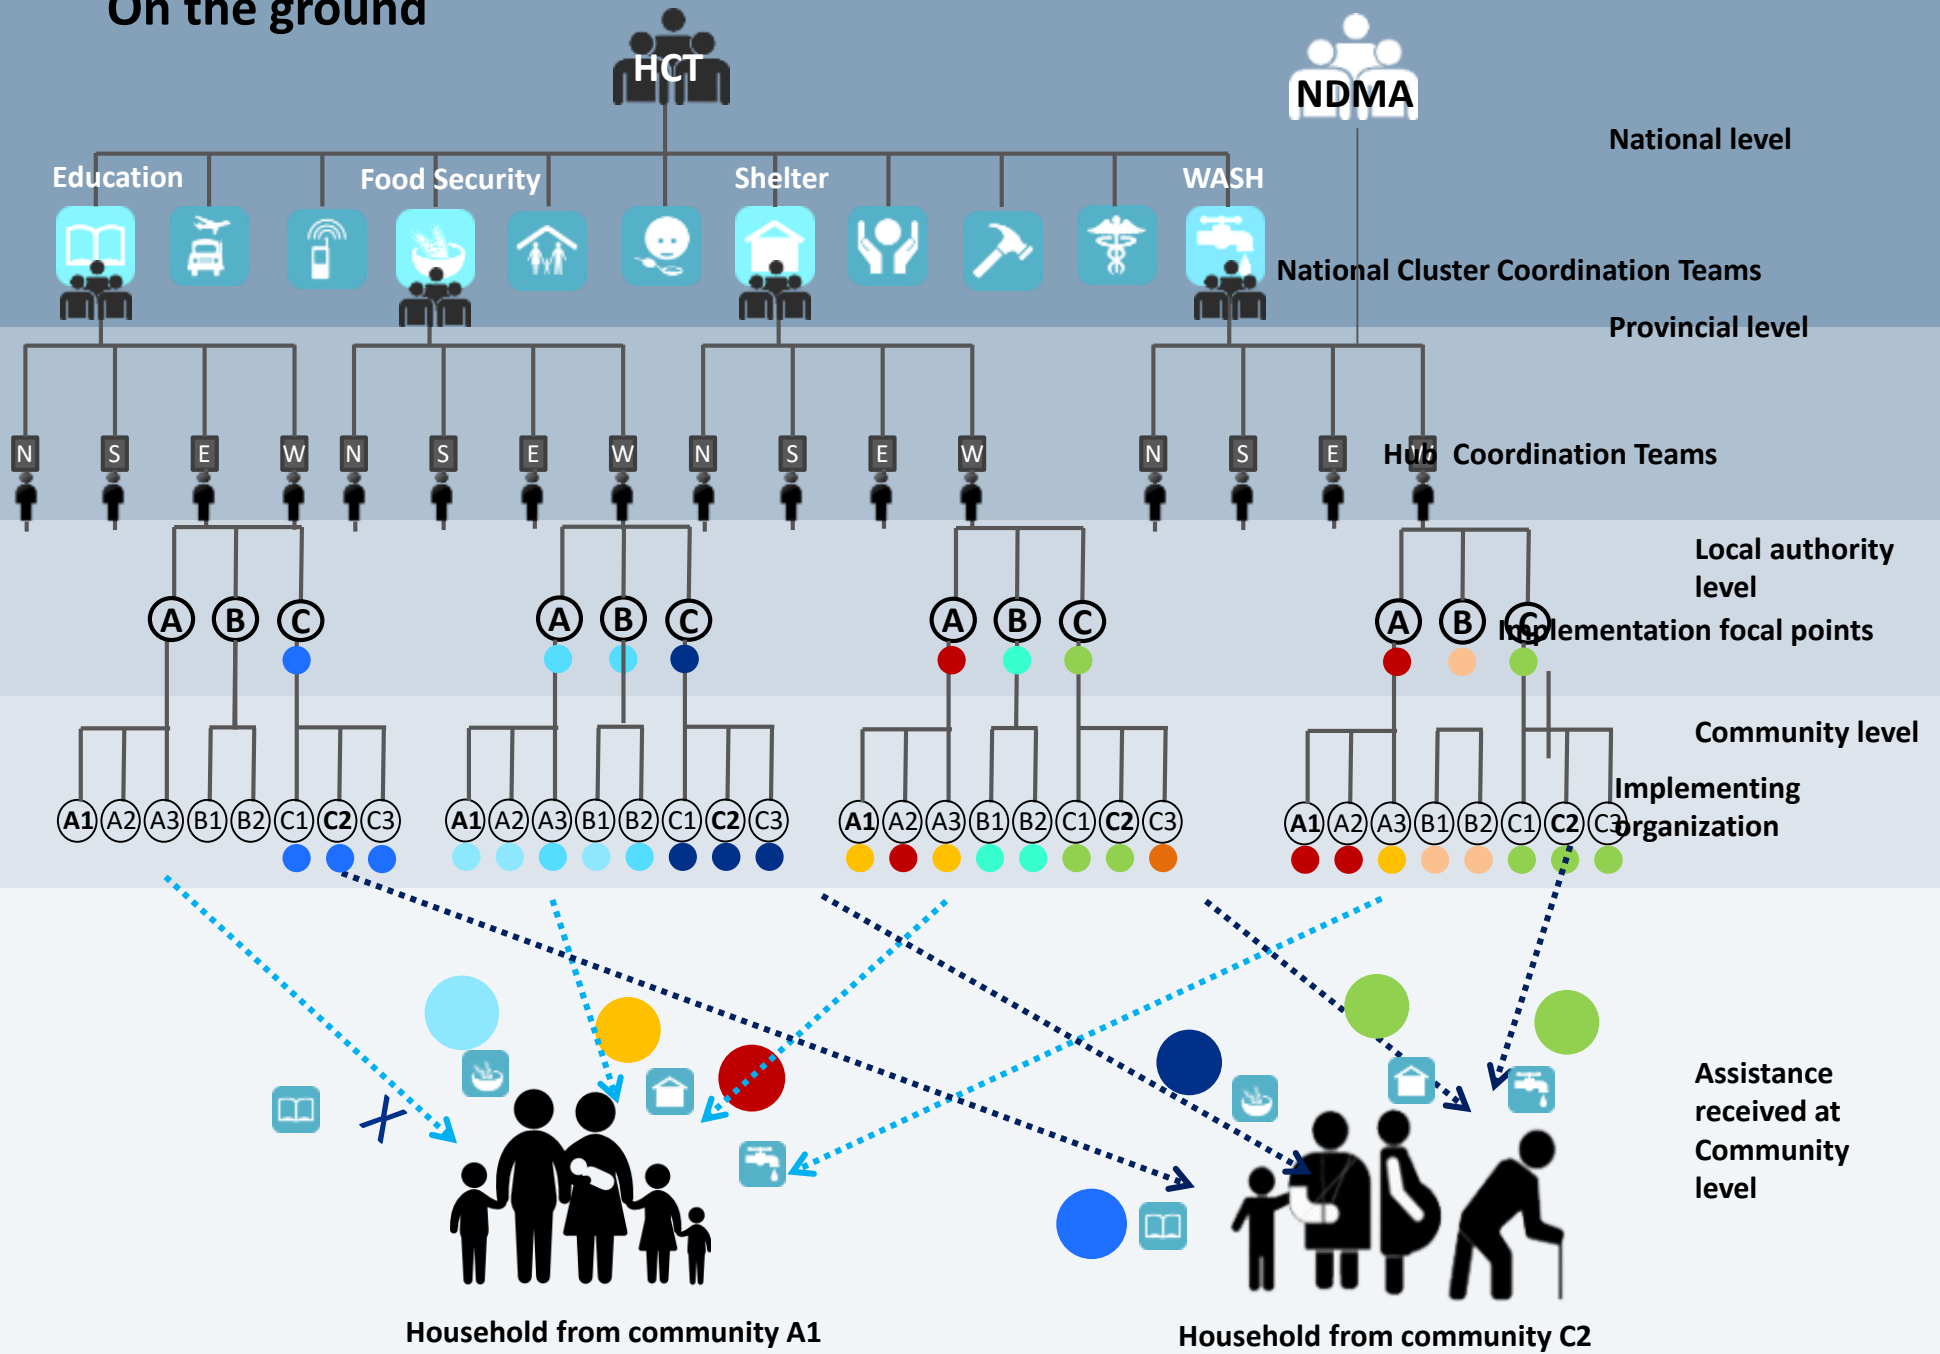 On the ground
HCT
NDMA
National level
Education
Food Security
Shelter
WASH
National Cluster Coordination Teams
Provincial level
N S E W N S E W N S E W N S E W
Hub Coordination Teams
Local authority
level
A B C A B C A B C A B C
Implementation focal points
Community level
Implementing
organization
A1 A2 A3 B1 B2 C1 C2 C3 A1 A2 A3 B1 B2 C1 C2 C3 A1 A2 A3 B1 B2 C1 C2 C3 A1 A2 A3 B1 B2 C1 C2 C3
Assistance
received at
Community
level
Household from community A1
Household from community C2